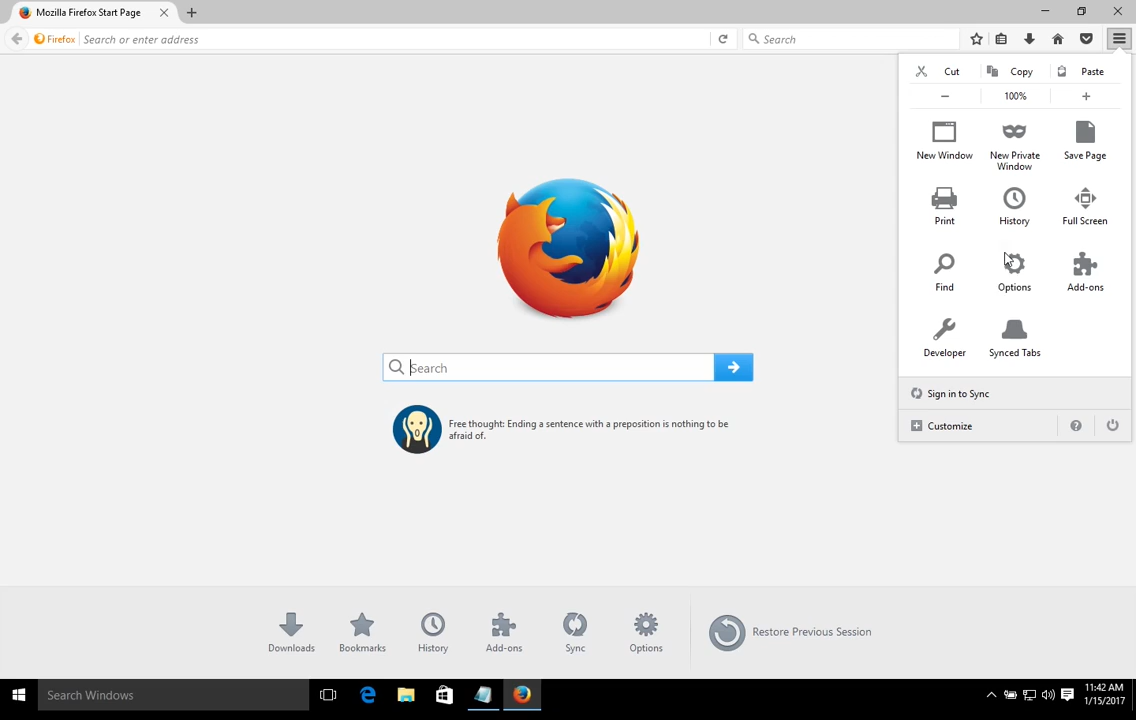 Mozilla Firefox Start Page
Firefox Search or enter address
Search
Cut Copy Paste
100%
New Window New Private Window Save Page
Print History Full Screen
Find Options Add-ons
Developer Synced Tabs
Sign in to Sync
Customize
Search
Free thought: Ending a sentence with a preposition is nothing to be
afraid of.
Downloads Bookmarks History Add-ons Sync Options Restore Previous Session
Search Windows
11:42 AM
1/15/2017